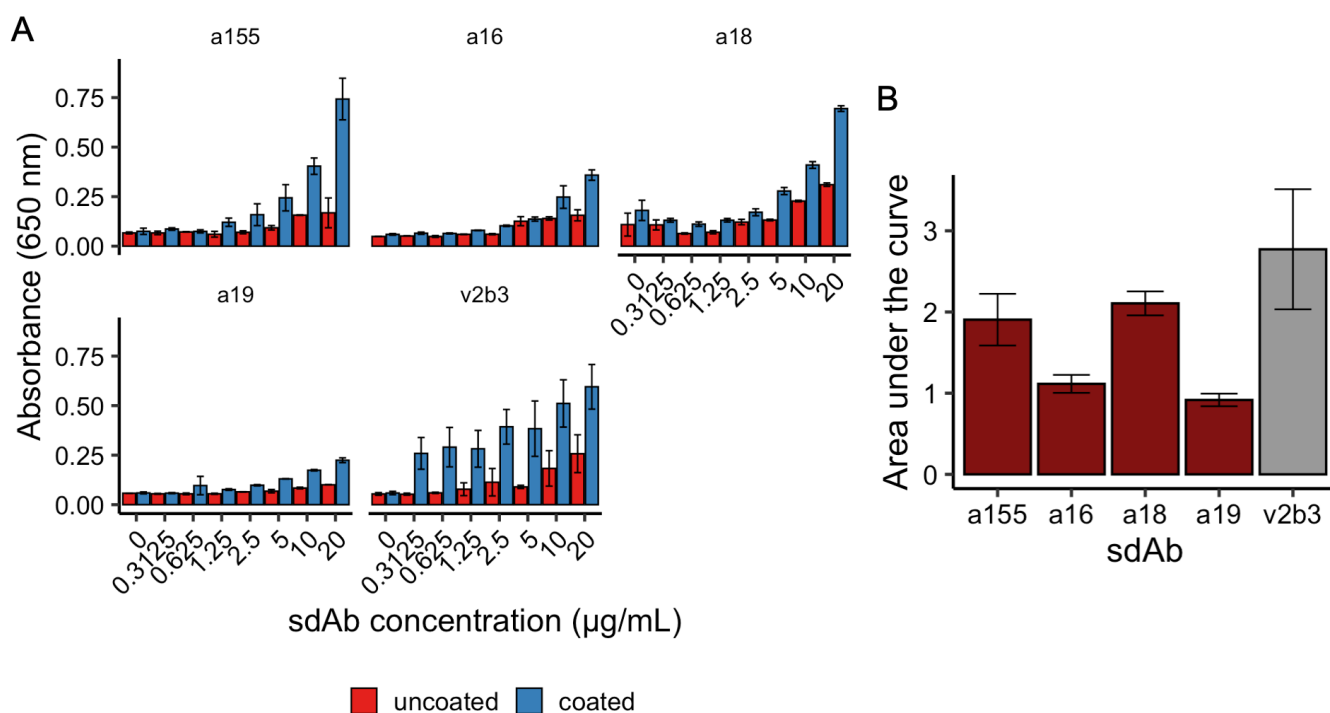 A
a155
a16
a18
Absorbance (650 nm)
0.75
0.50
0.25
0.00
0
0.3125
0.625
1.25
2.5
5
10
20
a19
v2b3
0.75
0.50
0.25
0.00
0
0.3125
0.625
1.25
2.5
5
10
20
0
0.3125
0.625
1.25
2.5
5
10
20
sdAb concentration (µg/mL)
uncoated
coated
B
Area under the curve
3
2
1
0
a155
a16
a18
a19
v2b3
sdAb